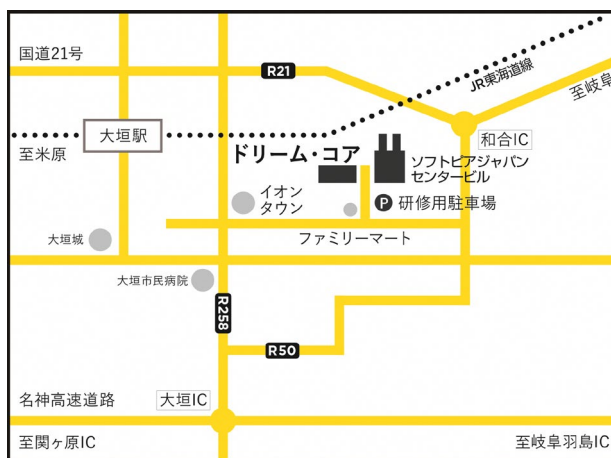 国道21号
R21
JR東海道線
至岐阜
大垣駅
至米原
和合IC
ドリーム・コア
ソフトピアジャパン
センタービル
イオン
タウン
P 研修用駐車場
ファミリーマート
大垣城
大垣市民病院
R258
R50
名神高速道路
大垣IC
至関ヶ原IC
至岐阜羽島IC